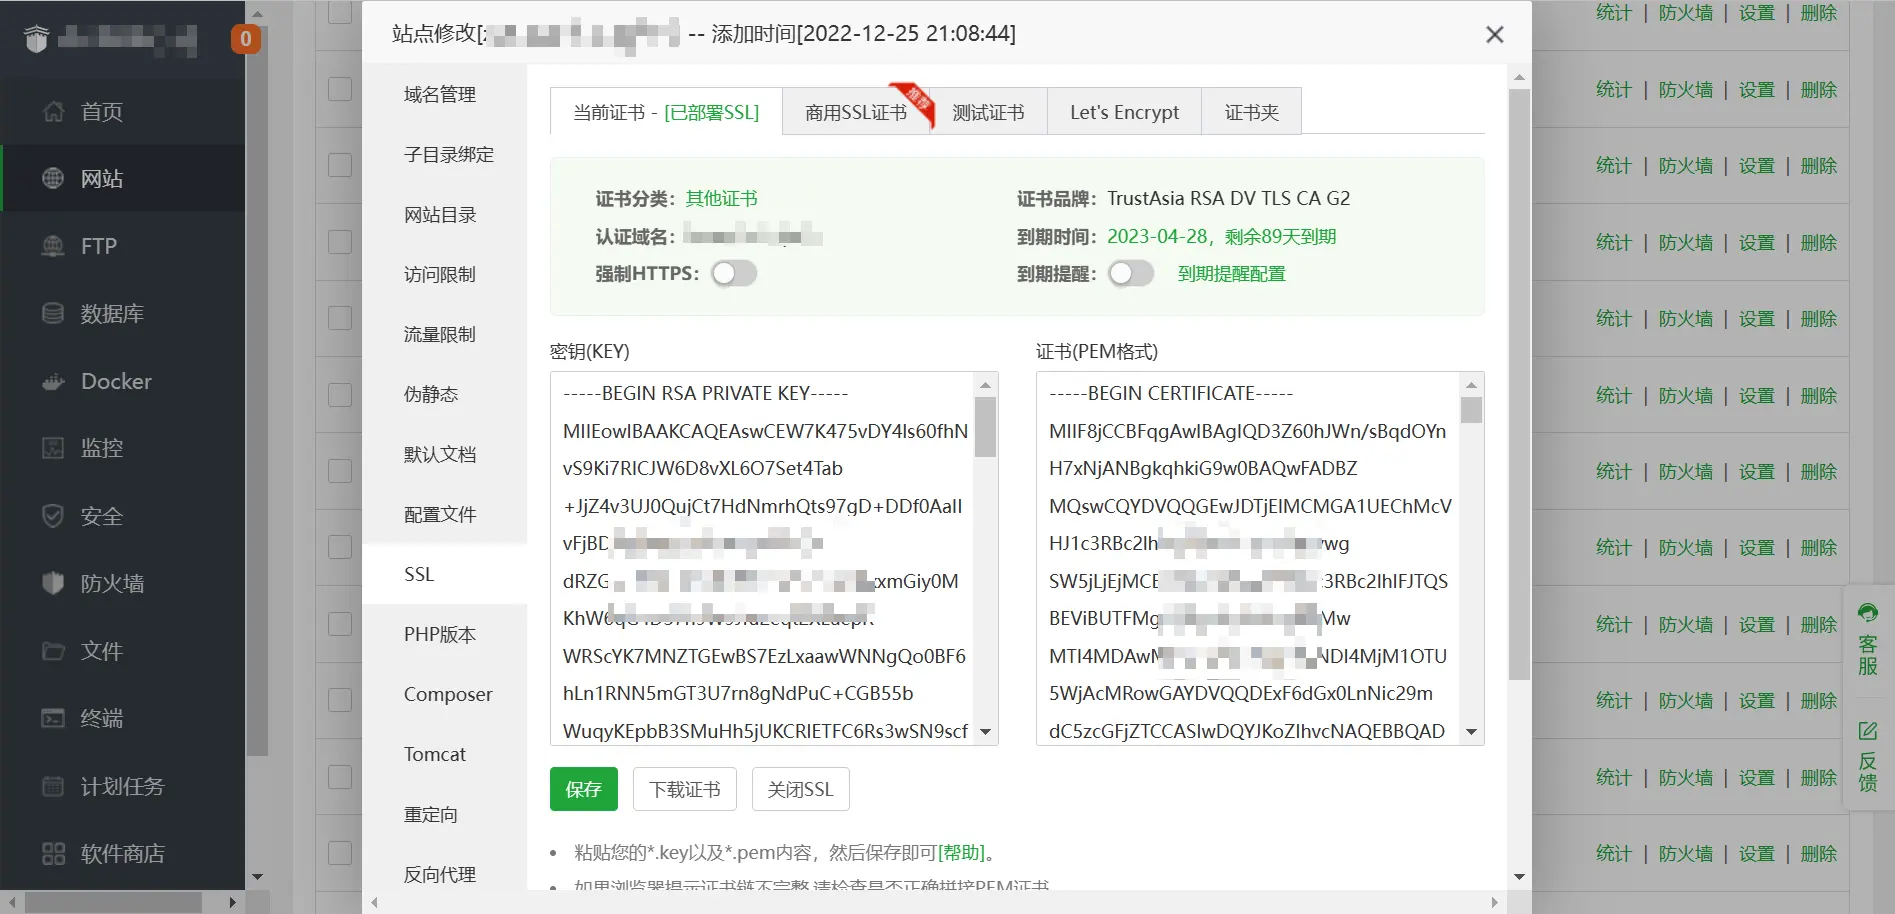 0
首页
网站
FTP
数据库
Docker
监控
安全
防火墙
文件
终端
计划任务
软件商店
站点修改[
-- 添加时间[2022-12-25 21:08:44]
域名管理
子目录绑定
网站目录
访问限制
流量限制
伪静态
默认文档
配置文件
SSL
PHP版本
Composer
Tomcat
重定向
反向代理
当前证书 - [已部署SSL]
商用SSL证书
推荐
测试证书
Let's Encrypt
证书夹
证书分类：其他证书
证书品牌：TrustAsia RSA DV TLS CA G2
认证域名：
到期时间：2023-04-28，剩余89天到期
强制HTTPS：
到期提醒：
到期提醒配置
密钥(KEY)
-----BEGIN RSA PRIVATE KEY-----
MIIEowIBAAKCAQEAswCEW7K475vDY4Is60fhN
vS9Ki7RICJW6D8vXL6O7Set4Tab
+JjZ4v3UJ0QujCt7HdNmrhQts97gD+DDf0AaII
vFjBD
dRZG
xmGiy0M
WRScYK7MNZTGEwBS7EzLxaawWNNgQo0BF6
hLn1RNN5mGT3U7rn8gNdPuC+CGB55b
WuqyKEpbB3SMuHh5jUKCRIETFC6Rs3wSN9scf
证书(PEM格式)
-----BEGIN CERTIFICATE-----
MIIF8jCCBFqgAwIBAgIQD3Z60hJWn/sBqdOYn
H7xNjANBgkqhkiG9w0BAQwFADBZ
MQswCQYDVQQGEwJDTjElMCMGA1UEChMcV
HJ1c3RBc2lh
wg
SW5jLjEjMCE
3RBc2lhIFJTQS
BEViBUTFMg
Mw
MTI4MDAwM
NDI4MjM1OTU
5WjAcMRowGAYDVQQDExF6dGx0LnNic29m
dC5zcGFjZTCCASIwDQYJKoZIhvcNAQEBBQAD
保存
下载证书
关闭SSL
粘贴您的*.key以及*.pem内容，然后保存即可[帮助]。
如果浏览器提示证书链不完整,请检查是否正确拼接PEM证书
统计 | 防火墙 | 设置 | 删除
统计 | 防火墙 | 设置 | 删除
统计 | 防火墙 | 设置 | 删除
统计 | 防火墙 | 设置 | 删除
统计 | 防火墙 | 设置 | 删除
统计 | 防火墙 | 设置 | 删除
统计 | 防火墙 | 设置 | 删除
统计 | 防火墙 | 设置 | 删除
统计 | 防火墙 | 设置 | 删除
统计 | 防火墙 | 设置 | 删除
统计 | 防火墙 | 设置 | 删除
统计 | 防火墙 | 设置 | 删除
客服
反馈